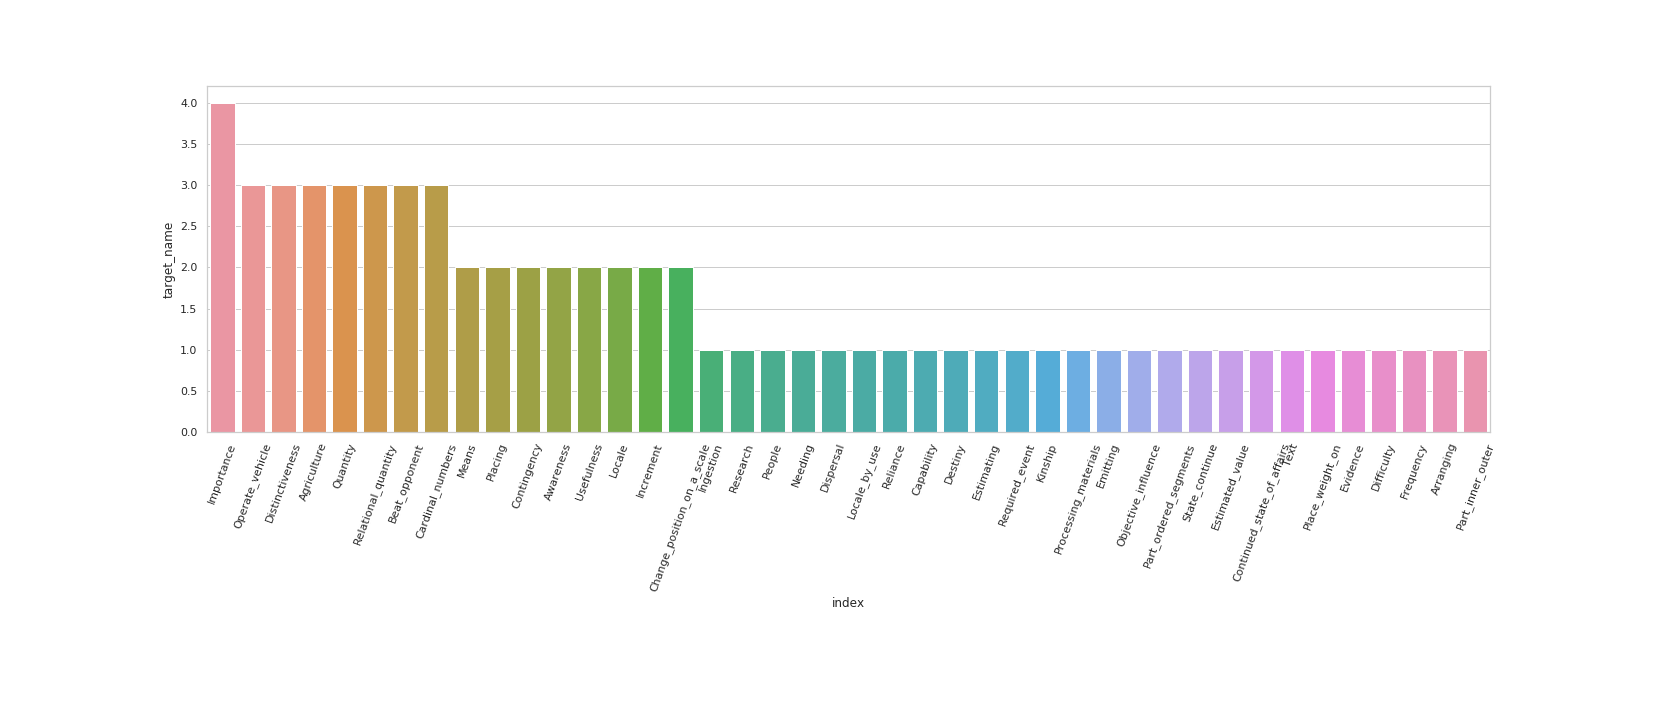 4.0
3.5
3.0
2.5
2.0
1.5
1.0
0.5
0.0
target_name
Importance
Operate_vehicle
Distinctiveness
Agriculture
Quantity
Relational_quantity
Beat_opponent
Cardinal_numbers
Means
Placing
Contingency
Awareness
Usefulness
Locale
Increment
Change_position_on_a_scale
Ingestion
Research
People
Needing
Dispersal
Locale_by_use
Reliance
Capability
Destiny
Estimating
Required_event
Kinship
Processing_materials
Emitting
Objective_influence
Part_ordered_segments
State_continue
Estimated_value
Continued_state_of_affairs
Text
Place_weight_on
Evidence
Difficulty
Frequency
Arranging
Part_inner_outer
index